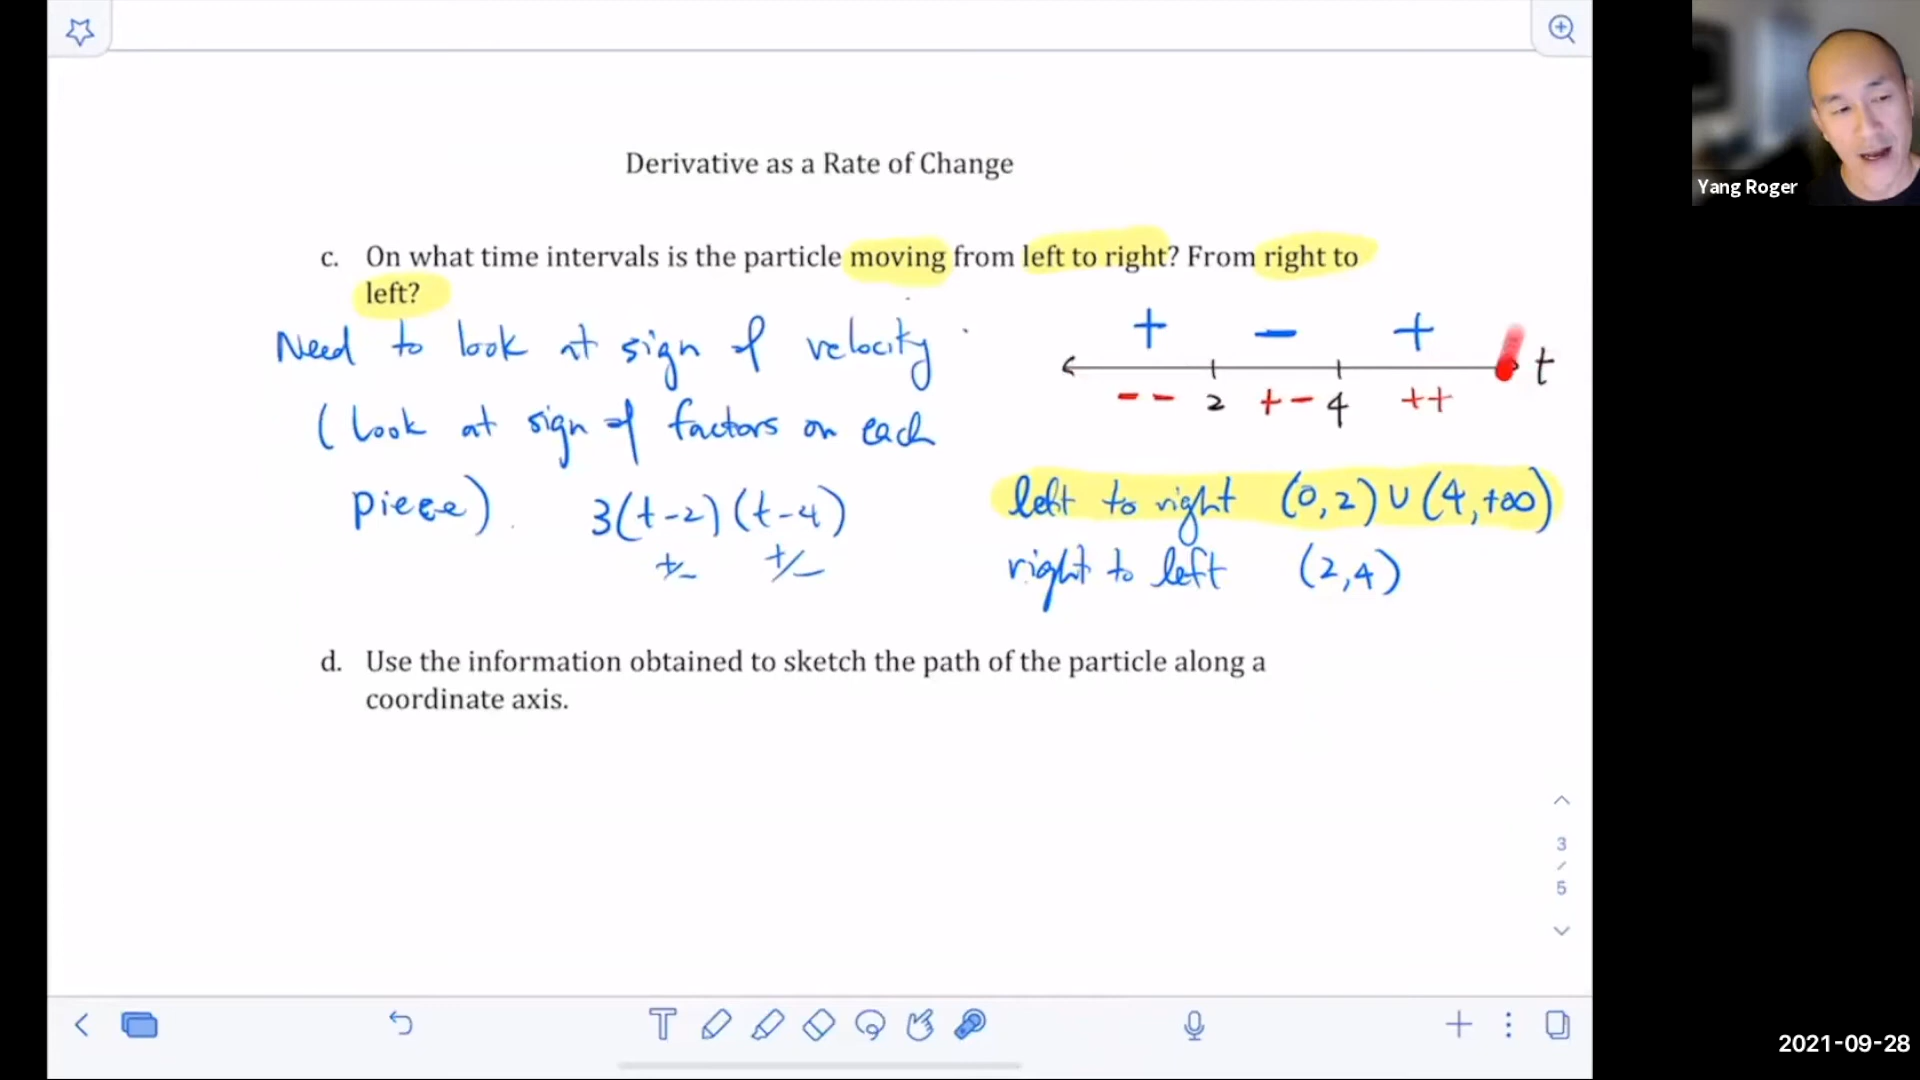 Derivative as a Rate of Change
c. On what time intervals is the particle moving from left to right? From right to
left?
Need to look at sign of velocity
(look at sign of factors on each
piece)
3(t-2)(t-4)
+/- +/-
+ - +
t
-- 2 +- 4 ++
left to right (0,2) ∪ (4,+∞)
right to left (2,4)
d. Use the information obtained to sketch the path of the particle along a
coordinate axis.
3
/
5
T
Yang Roger
2021-09-28